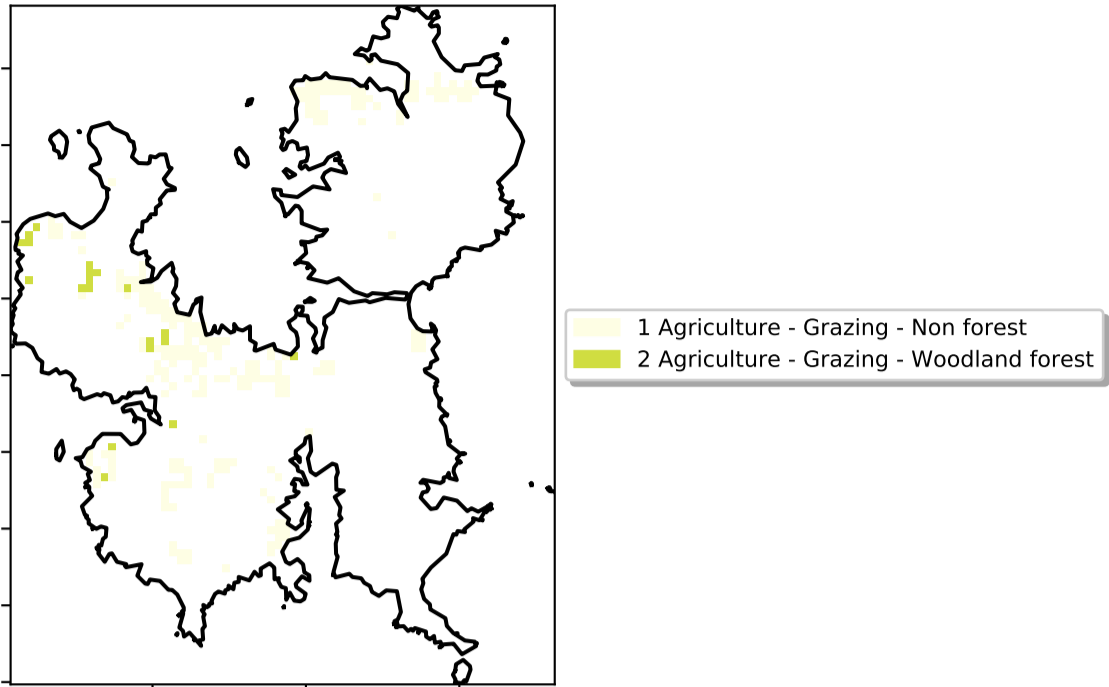 1 Agriculture - Grazing - Non forest
2 Agriculture - Grazing - Woodland forest